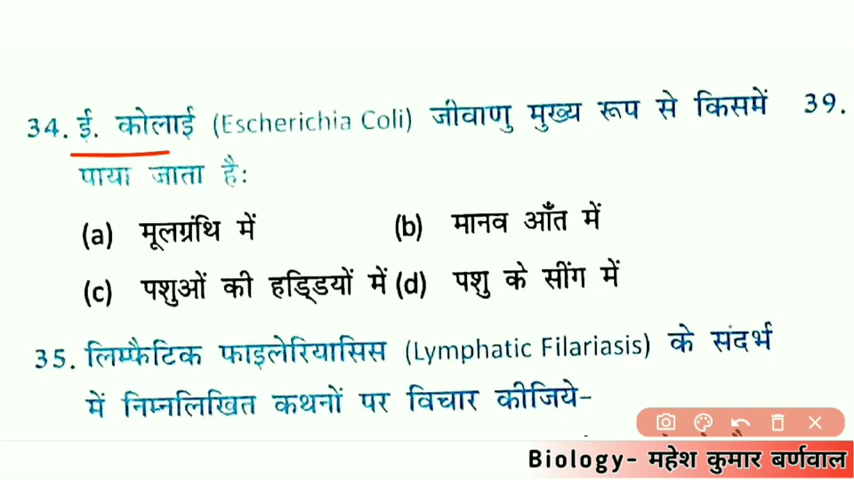 34. ई. कोलाई (Escherichia Coli) जीवाणु मुख्य रूप से किसमें
पाया जाता है:
(a) मूलग्रंथि में (b) मानव आँत में
(c) पशुओं की हड्डियों में (d) पशु के सींग में
35. लिम्फैटिक फाइलेरियासिस (Lymphatic Filariasis) के संदर्भ
में निम्नलिखित कथनों पर विचार कीजिये-
39.
Biology- महेश कुमार बर्णवाल